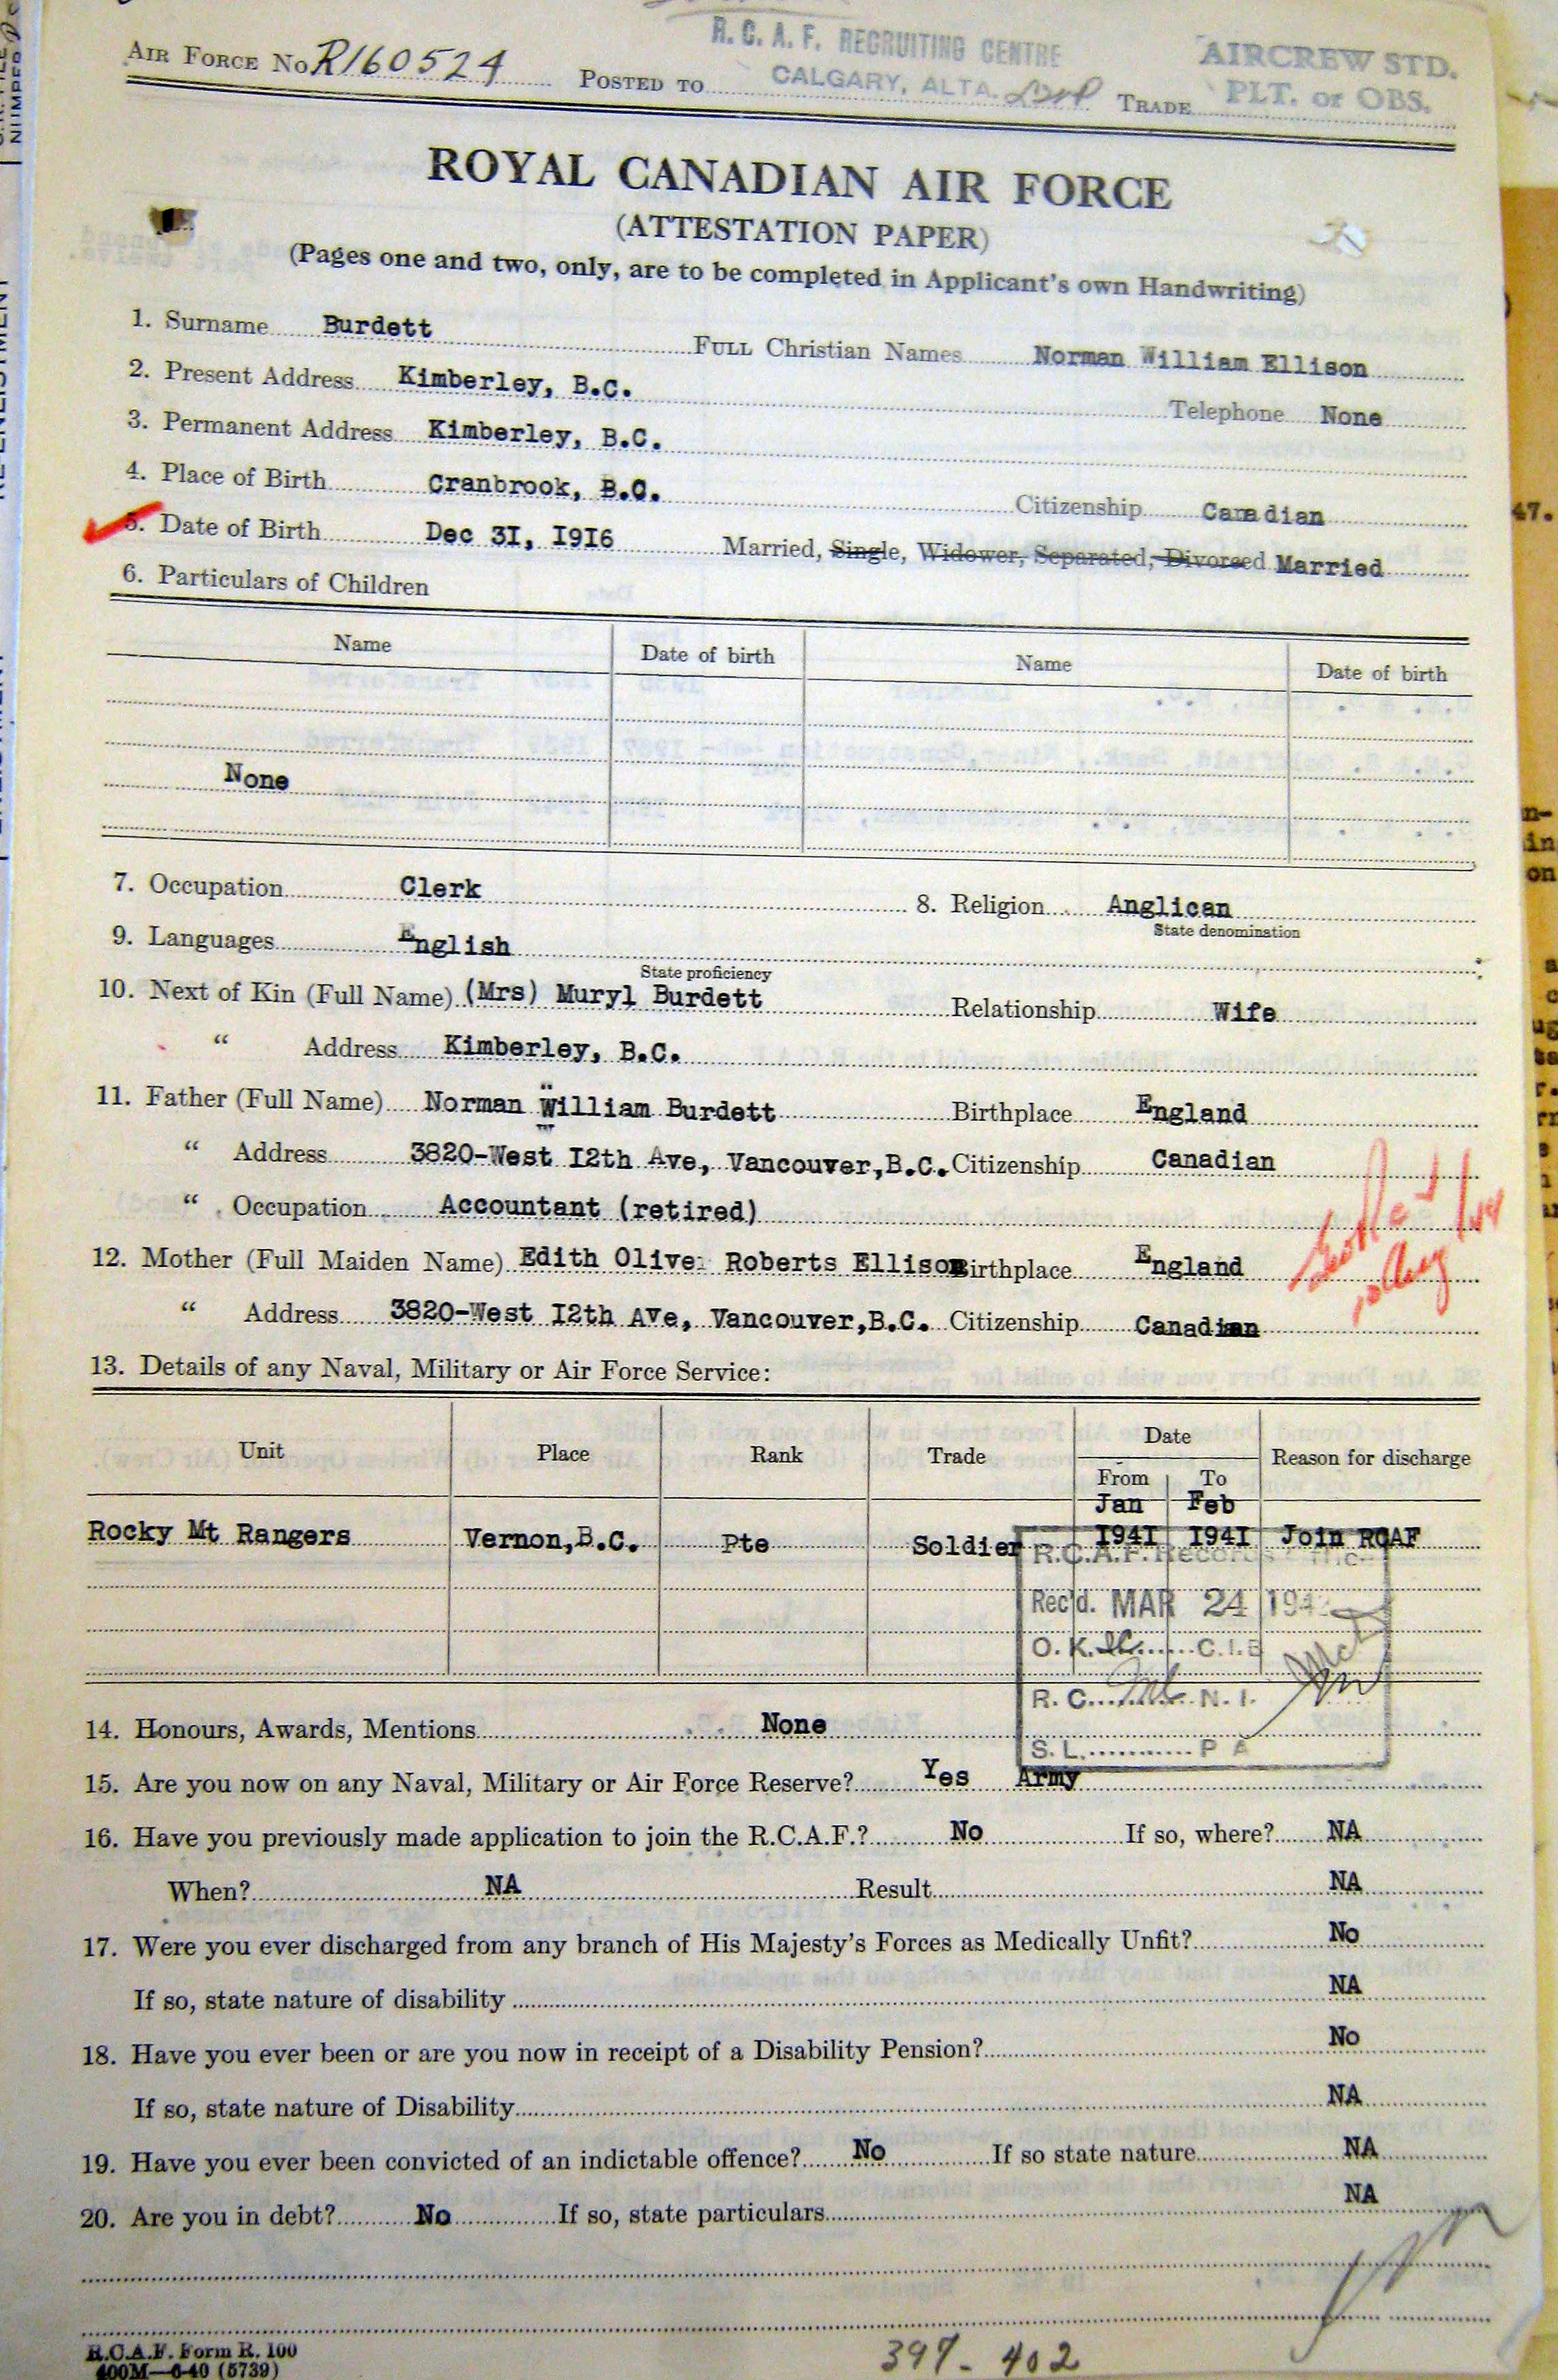 R.C.A.F. RECRUITING CENTRE
CALGARY, ALTA.
AIRCREW STD.
PLT. or OBS.
AIR FORCE No R160524 POSTED TO TRADE
ROYAL CANADIAN AIR FORCE
(ATTESTATION PAPER)
(Pages one and two, only, are to be completed in Applicant's own Handwriting)
1. Surname Burdett FULL Christian Names Norman William Ellison
2. Present Address Kimberley, B.C. Telephone None
3. Permanent Address Kimberley, B.C.
4. Place of Birth Cranbrook, B.C. Citizenship Canadian
5. Date of Birth Dec 3I, I9I6 Married, Single, Widower, Separated, Divorced Married
6. Particulars of Children
Name Date of birth Name Date of birth
None
7. Occupation Clerk 8. Religion Anglican
State denomination
9. Languages English
State proficiency
10. Next of Kin (Full Name) (Mrs) Muryl Burdett Relationship Wife
" Address Kimberley, B.C.
11. Father (Full Name) Norman William Burdett Birthplace England
" Address 3820-West I2th Ave, Vancouver,B.C. Citizenship Canadian
" Occupation Accountant (retired)
12. Mother (Full Maiden Name) Edith Olive Roberts Ellison Birthplace England
" Address 3820-West I2th AVe, Vancouver,B.C. Citizenship Canadian
13. Details of any Naval, Military or Air Force Service:
Unit Place Rank Trade Date Reason for discharge
From To
Jan Feb
Rocky Mt Rangers Vernon,B.C. Pte Soldier I94I I94I Join RCAF
R.C.A.F. Records
Rec'd. MAR 24 194
O.K. C.I.B
R.C. N.I.
S.L. P A
14. Honours, Awards, Mentions None
15. Are you now on any Naval, Military or Air Force Reserve? Yes Army
16. Have you previously made application to join the R.C.A.F.? No If so, where? NA
When? NA Result NA
17. Were you ever discharged from any branch of His Majesty's Forces as Medically Unfit? No
If so, state nature of disability NA
18. Have you ever been or are you now in receipt of a Disability Pension? No
If so, state nature of Disability NA
19. Have you ever been convicted of an indictable offence? No If so state nature NA
20. Are you in debt? No If so, state particulars NA
R.C.A.F. Form R. 100
400M—6-40 (5739)
397 - 402